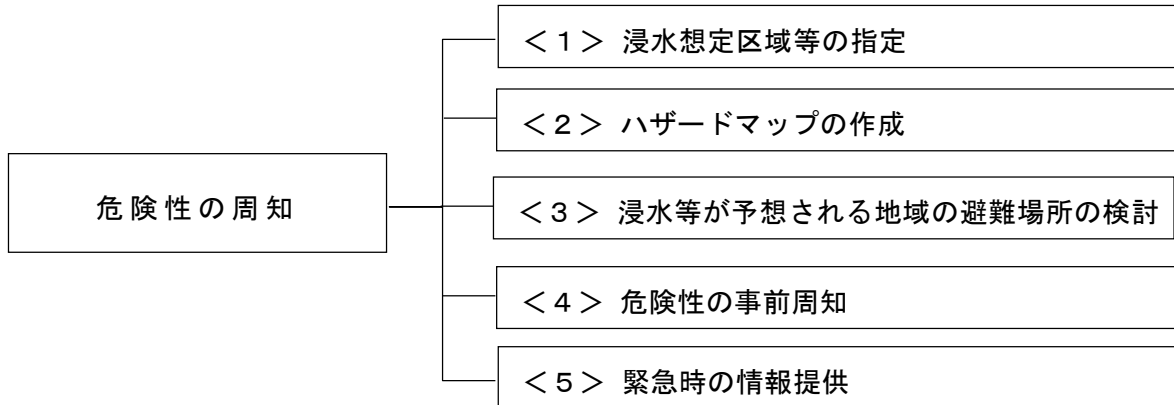 ＜１＞ 浸水想定区域等の指定
＜２＞ ハザードマップの作成
危険性の周知
＜３＞ 浸水等が予想される地域の避難場所の検討
＜４＞ 危険性の事前周知
＜５＞ 緊急時の情報提供